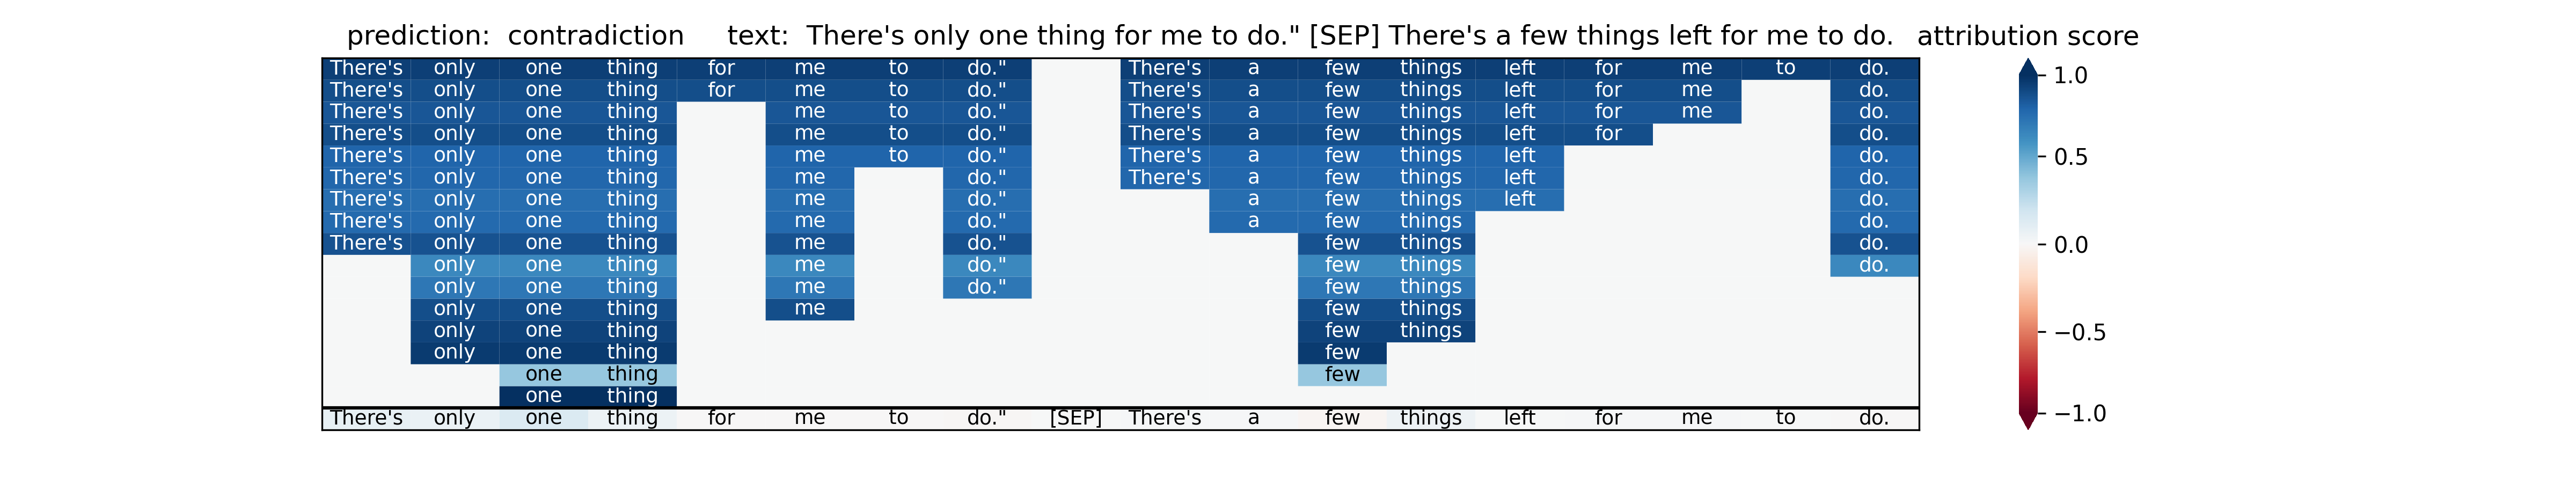 prediction: contradiction text: There's only one thing for me to do." [SEP] There's a few things left for me to do. attribution score
There's only one thing for me to do." There's a few things left for me to do. 1.0
There's only one thing for me to do." There's a few things left for me do.
There's only one thing me to do." There's a few things left for me do.
There's only one thing me to do." There's a few things left for do.
There's only one thing me to do." There's a few things left do. 0.5
There's only one thing me do." There's a few things left do.
There's only one thing me do." a few things left do.
There's only one thing me do." a few things do.
There's only one thing me do." few things do. 0.0
only one thing me do." few things do.
only one thing me do." few things
only one thing me few things
only one thing few things −0.5
only one thing few
one thing few
one thing
There's only one thing for me to do." [SEP] There's a few things left for me to do. −1.0